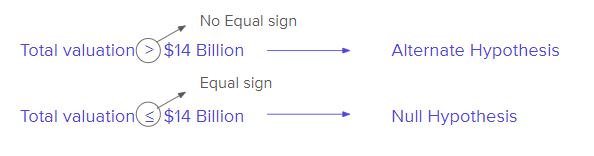 No Equal sign
Total valuation > $14 Billion Alternate Hypothesis
Equal sign
Total valuation ≤ $14 Billion Null Hypothesis